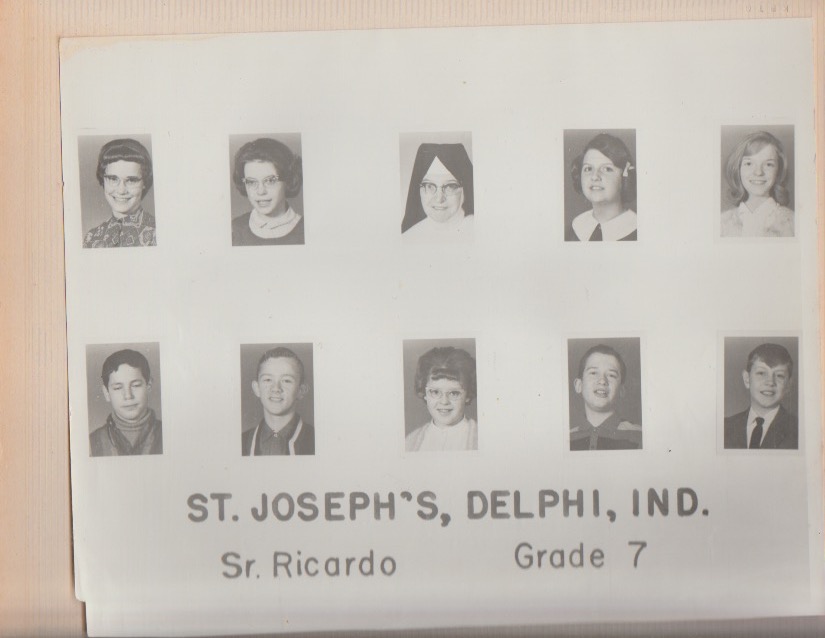 ST. JOSEPH'S, DELPHI, IND.
Sr. Ricardo Grade 7